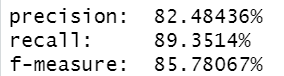 precision: 82.48436%
recall: 89.3514%
f-measure: 85.78067%